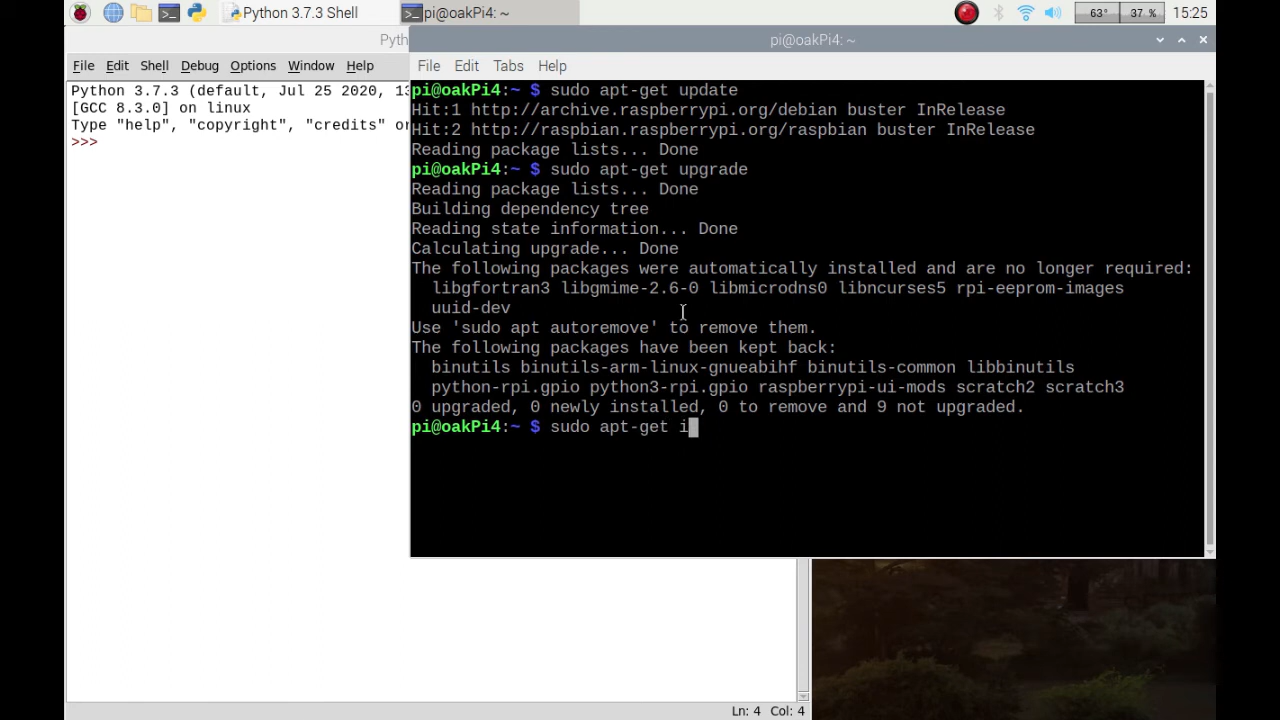 Python 3.7.3 Shell
pi@oakPi4: ~
63°
37 %
15:25
Pyth
File Edit Shell Debug Options Window Help
Python 3.7.3 (default, Jul 25 2020, 13
[GCC 8.3.0] on linux
Type "help", "copyright", "credits" or
>>>
Ln: 4 Col: 4
pi@oakPi4: ~
File Edit Tabs Help
pi@oakPi4:~ $ sudo apt-get update
Hit:1 http://archive.raspberrypi.org/debian buster InRelease
Hit:2 http://raspbian.raspberrypi.org/raspbian buster InRelease
Reading package lists... Done
pi@oakPi4:~ $ sudo apt-get upgrade
Reading package lists... Done
Building dependency tree
Reading state information... Done
Calculating upgrade... Done
The following packages were automatically installed and are no longer required:
libgfortran3 libgmime-2.6-0 libmicrodns0 libncurses5 rpi-eeprom-images
uuid-dev
Use 'sudo apt autoremove' to remove them.
The following packages have been kept back:
binutils binutils-arm-linux-gnueabihf binutils-common libbinutils
python-rpi.gpio python3-rpi.gpio raspberrypi-ui-mods scratch2 scratch3
0 upgraded, 0 newly installed, 0 to remove and 9 not upgraded.
pi@oakPi4:~ $ sudo apt-get i